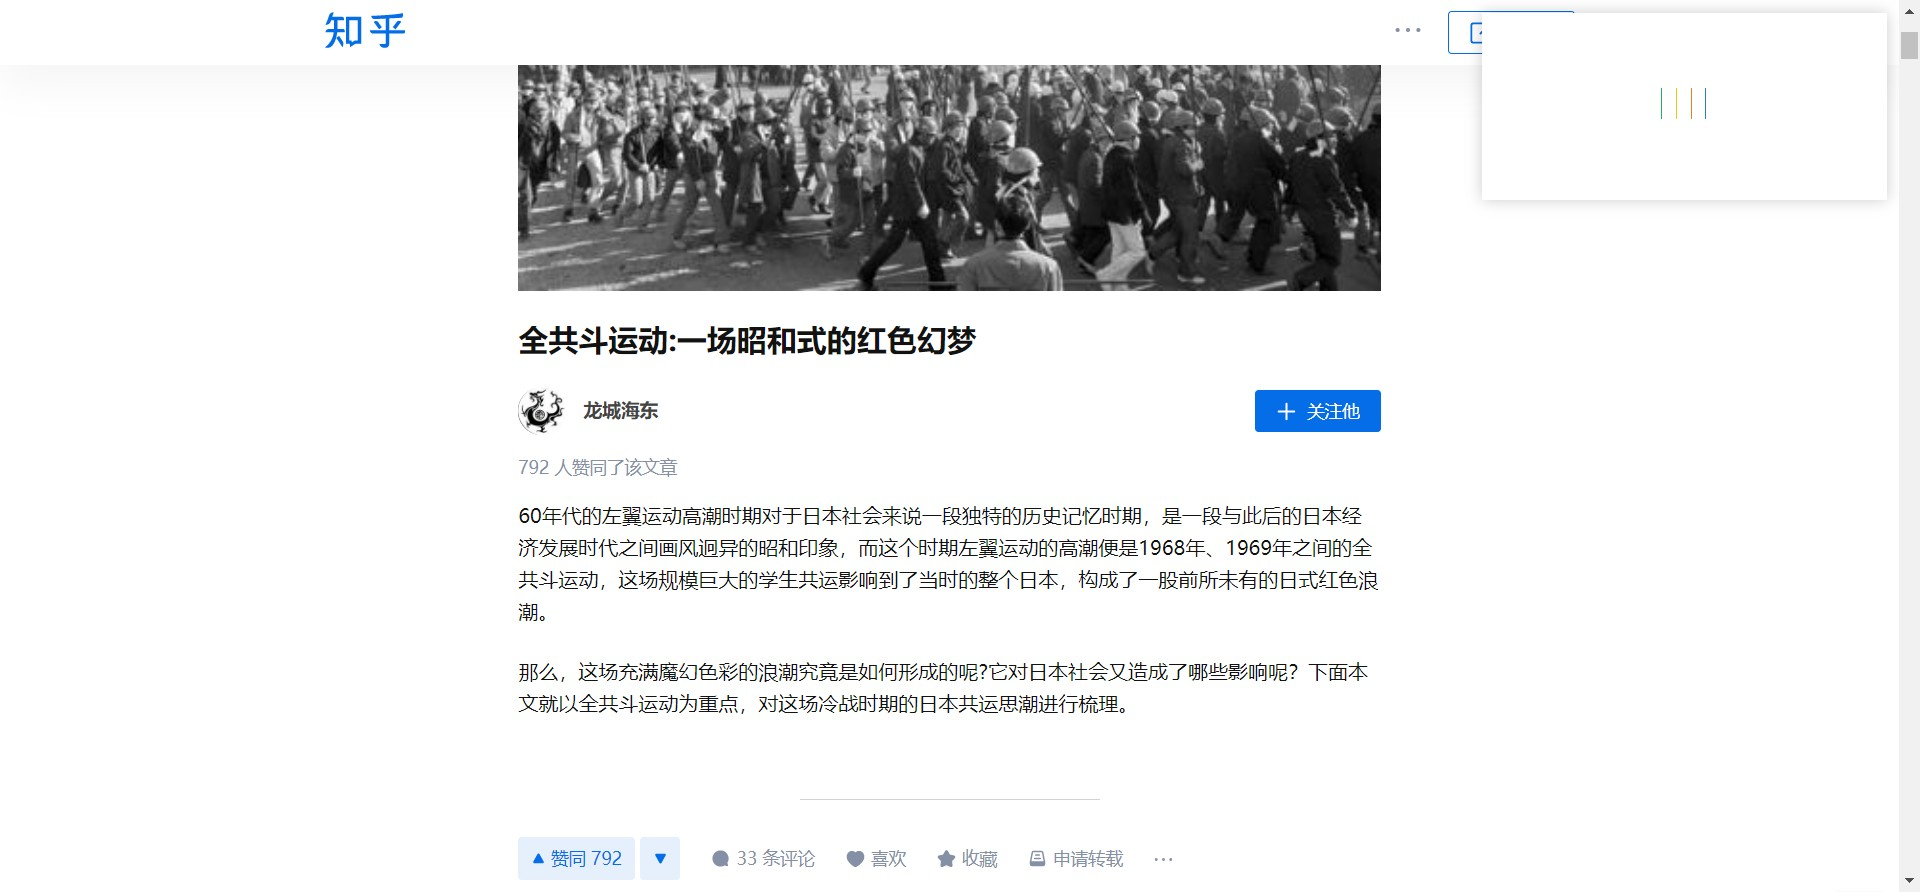 知乎
全共斗运动:一场昭和式的红色幻梦
龙城海东
关注他
792 人赞同了该文章
60年代的左翼运动高潮时期对于日本社会来说一段独特的历史记忆时期，是一段与此后的日本经
济发展时代之间画风迥异的昭和印象，而这个时期左翼运动的高潮便是1968年、1969年之间的全
共斗运动，这场规模巨大的学生共运影响到了当时的整个日本，构成了一股前所未有的日式红色浪
潮。
那么，这场充满魔幻色彩的浪潮究竟是如何形成的呢?它对日本社会又造成了哪些影响呢？下面本
文就以全共斗运动为重点，对这场冷战时期的日本共运思潮进行梳理。
赞同 792 33 条评论 喜欢 收藏 申请转载